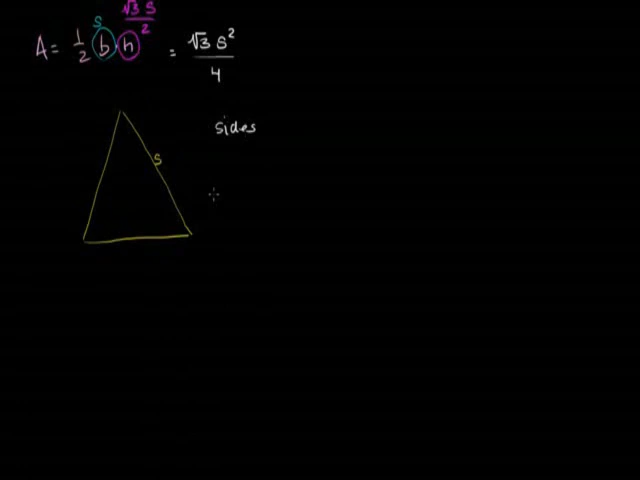 s √3 s / 2
A = 1/2 b · h = √3 s² / 4
sides
s